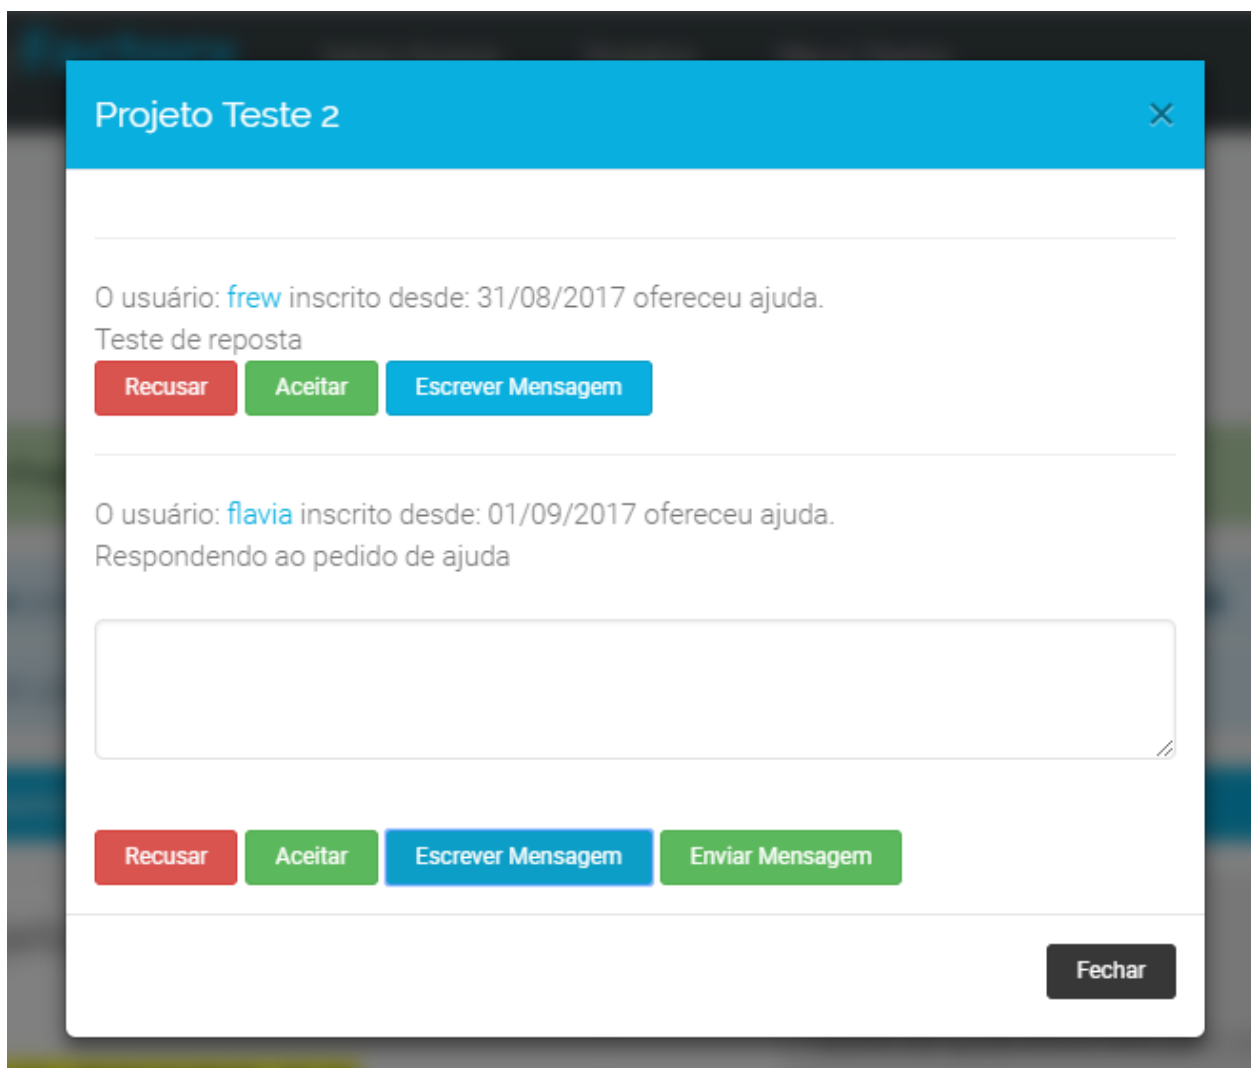 Projeto Teste 2 ×
O usuário: frew inscrito desde: 31/08/2017 ofereceu ajuda.
Teste de reposta
Recusar Aceitar Escrever Mensagem
O usuário: flavia inscrito desde: 01/09/2017 ofereceu ajuda.
Respondendo ao pedido de ajuda
Recusar Aceitar Escrever Mensagem Enviar Mensagem
Fechar